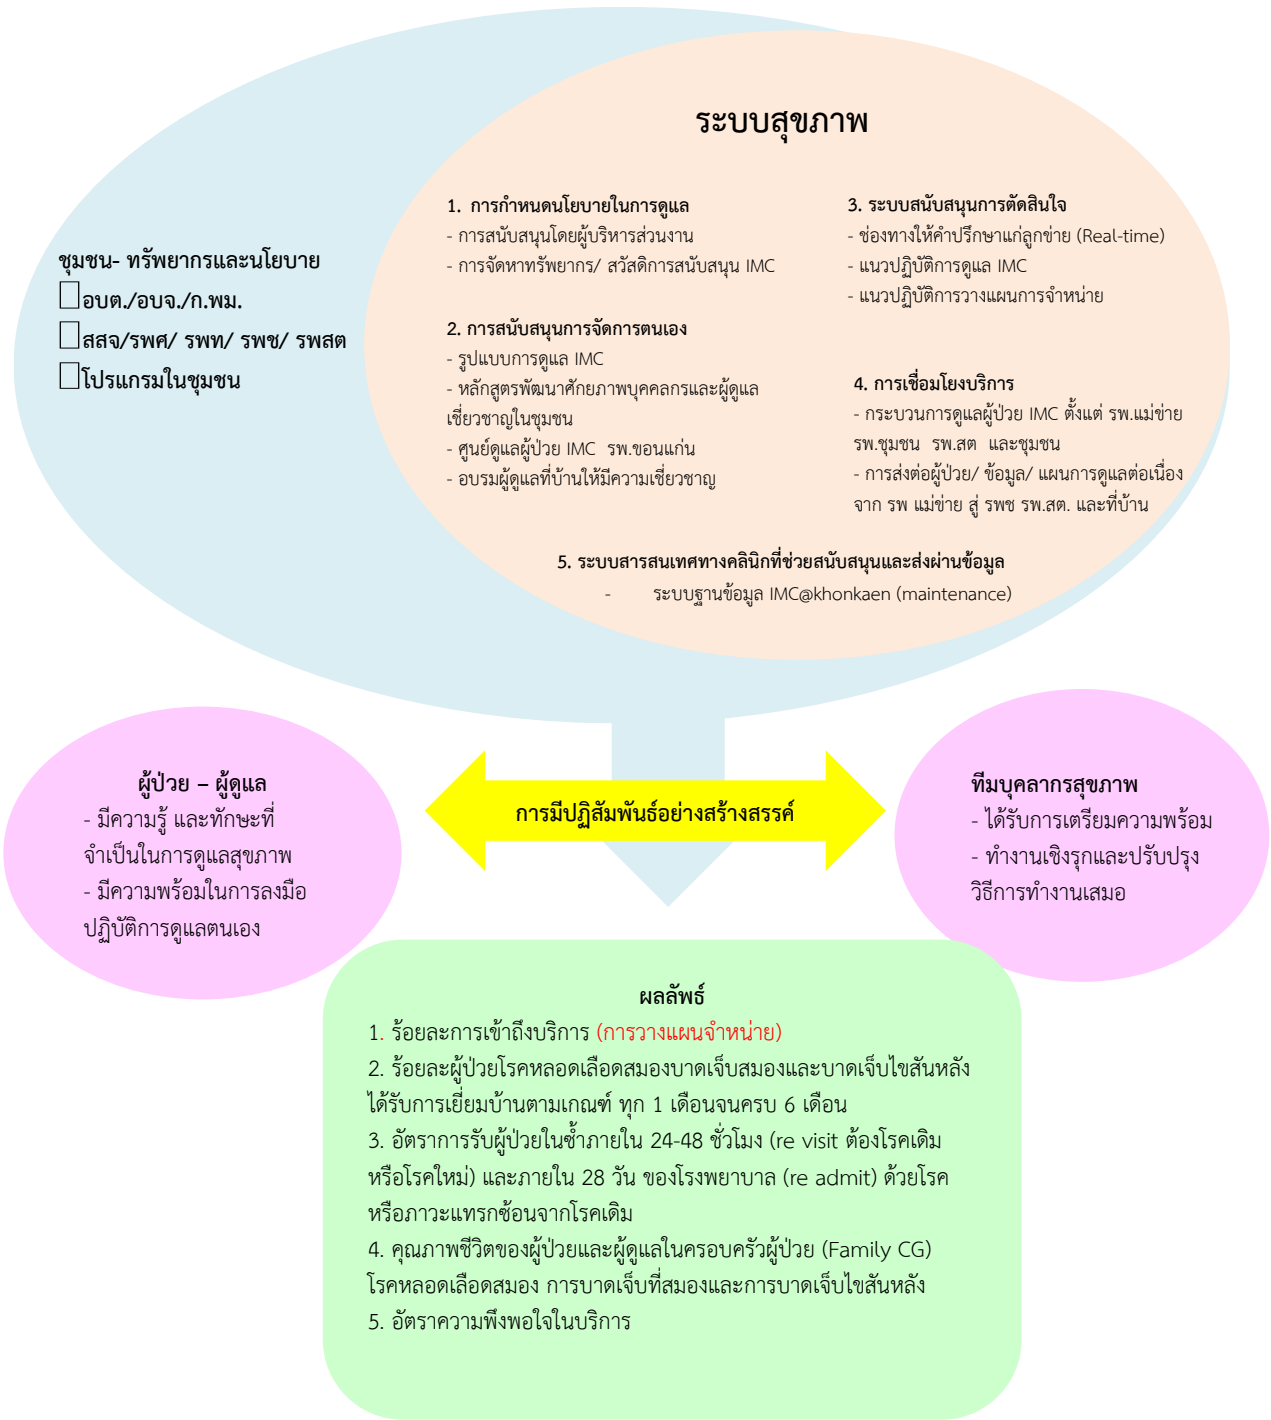 ระบบสุขภาพ
ชุมชน- ทรัพยากรและนโยบาย
อบต./อบจ./ก.พม.
สสจ/รพศ/ รพท/ รพช/ รพสต
โปรแกรมในชุมชน
1. การกำหนดนโยบายในการดูแล
- การสนับสนุนโดยผู้บริหารส่วนงาน
- การจัดหาทรัพยากร/ สวัสดิการสนับสนุน IMC
2. การสนับสนุนการจัดการตนเอง
- รูปแบบการดูแล IMC
- หลักสูตรพัฒนาศักยภาพบุคคลกรและผู้ดูแล
เชี่ยวชาญในชุมชน
- ศูนย์ดูแลผู้ป่วย IMC รพ.ขอนแก่น
- อบรมผู้ดูแลที่บ้านให้มีความเชี่ยวชาญ
3. ระบบสนับสนุนการตัดสินใจ
- ช่องทางให้คำปรึกษาแก่ลูกข่าย (Real-time)
- แนวปฏิบัติการดูแล IMC
- แนวปฏิบัติการวางแผนการจำหน่าย
4. การเชื่อมโยงบริการ
- กระบวนการดูแลผู้ป่วย IMC ตั้งแต่ รพ.แม่ข่าย
รพ.ชุมชน รพ.สต และชุมชน
- การส่งต่อผู้ป่วย/ ข้อมูล/ แผนการดูแลต่อเนื่อง
จาก รพ แม่ข่าย สู่ รพช รพ.สต. และที่บ้าน
5. ระบบสารสนเทศทางคลินิกที่ช่วยสนับสนุนและส่งผ่านข้อมูล
- ระบบฐานข้อมูล IMC@khonkaen (maintenance)
ผู้ป่วย – ผู้ดูแล
- มีความรู้ และทักษะที่
จำเป็นในการดูแลสุขภาพ
- มีความพร้อมในการลงมือ
ปฏิบัติการดูแลตนเอง
การมีปฏิสัมพันธ์อย่างสร้างสรรค์
ทีมบุคลากรสุขภาพ
- ได้รับการเตรียมความพร้อม
- ทำงานเชิงรุกและปรับปรุง
วิธีการทำงานเสมอ
ผลลัพธ์
1. ร้อยละการเข้าถึงบริการ (การวางแผนจำหน่าย)
2. ร้อยละผู้ป่วยโรคหลอดเลือดสมองบาดเจ็บสมองและบาดเจ็บไขสันหลัง
ได้รับการเยี่ยมบ้านตามเกณฑ์ ทุก 1 เดือนจนครบ 6 เดือน
3. อัตราการรับผู้ป่วยในซ้ำภายใน 24-48 ชั่วโมง (re visit ต้องโรคเดิม
หรือโรคใหม่) และภายใน 28 วัน ของโรงพยาบาล (re admit) ด้วยโรค
หรือภาวะแทรกซ้อนจากโรคเดิม
4. คุณภาพชีวิตของผู้ป่วยและผู้ดูแลในครอบครัวผู้ป่วย (Family CG)
โรคหลอดเลือดสมอง การบาดเจ็บที่สมองและการบาดเจ็บไขสันหลัง
5. อัตราความพึงพอใจในบริการ